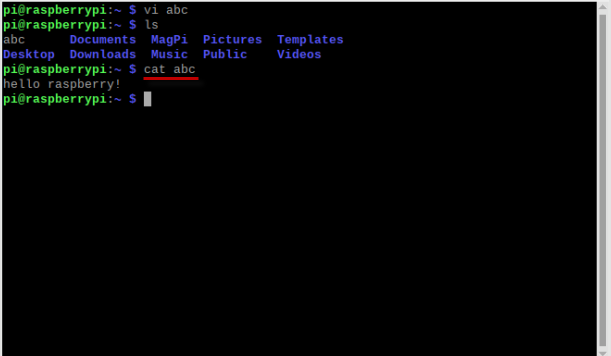 pi@raspberrypi:~ $ vi abc
pi@raspberrypi:~ $ ls
abc      Documents  MagPi  Pictures  Templates
Desktop  Downloads  Music  Public    Videos
pi@raspberrypi:~ $ cat abc
hello raspberry!
pi@raspberrypi:~ $